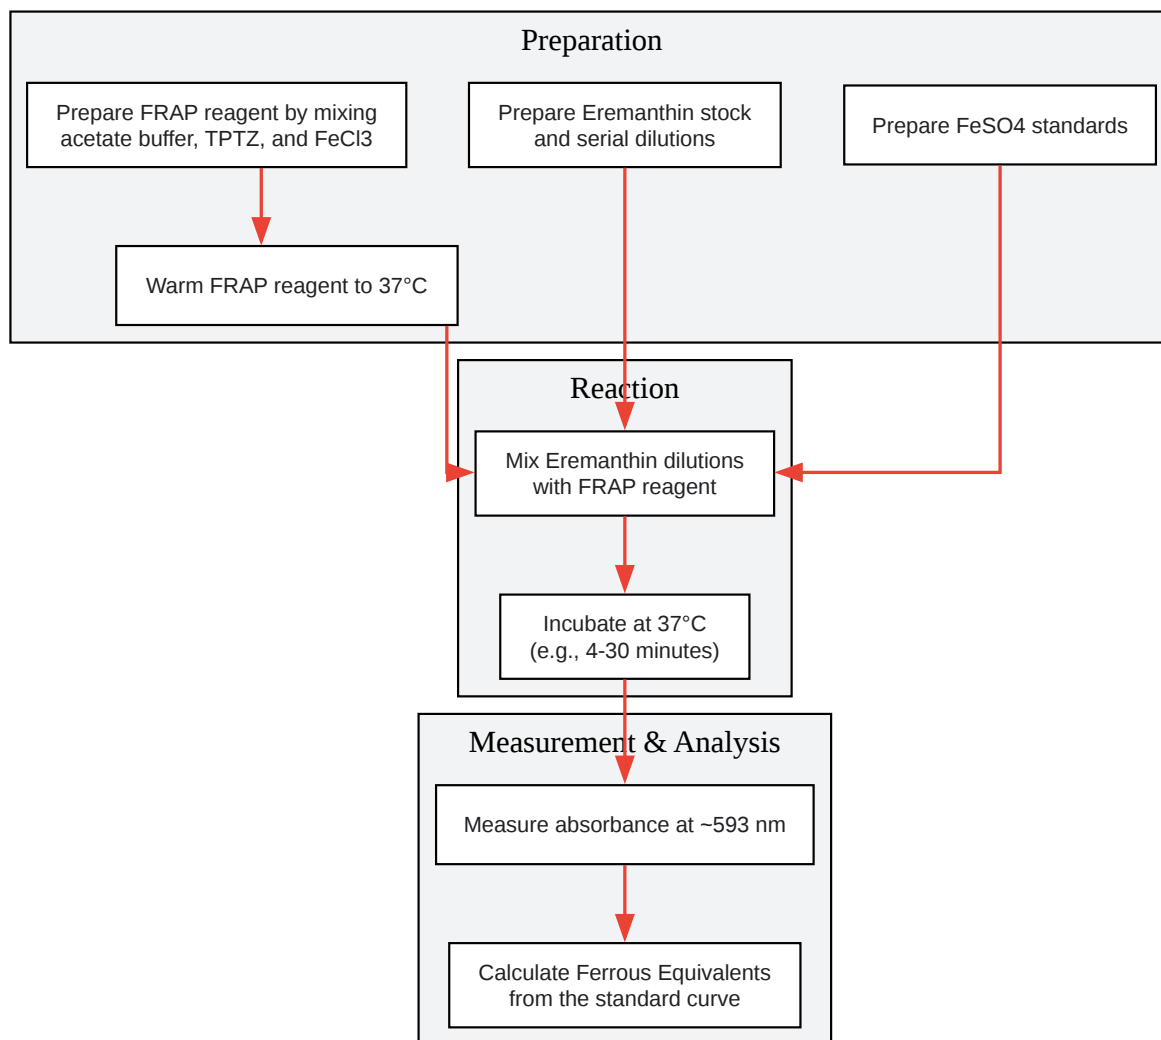 Preparation
Prepare FRAP reagent by mixing
acetate buffer, TPTZ, and FeCl3
Prepare Eremanthin stock
and serial dilutions
Prepare FeSO4 standards
Warm FRAP reagent to 37°C
Reaction
Mix Eremanthin dilutions
with FRAP reagent
Incubate at 37°C
(e.g., 4-30 minutes)
Measurement & Analysis
Measure absorbance at ~593 nm
Calculate Ferrous Equivalents
from the standard curve